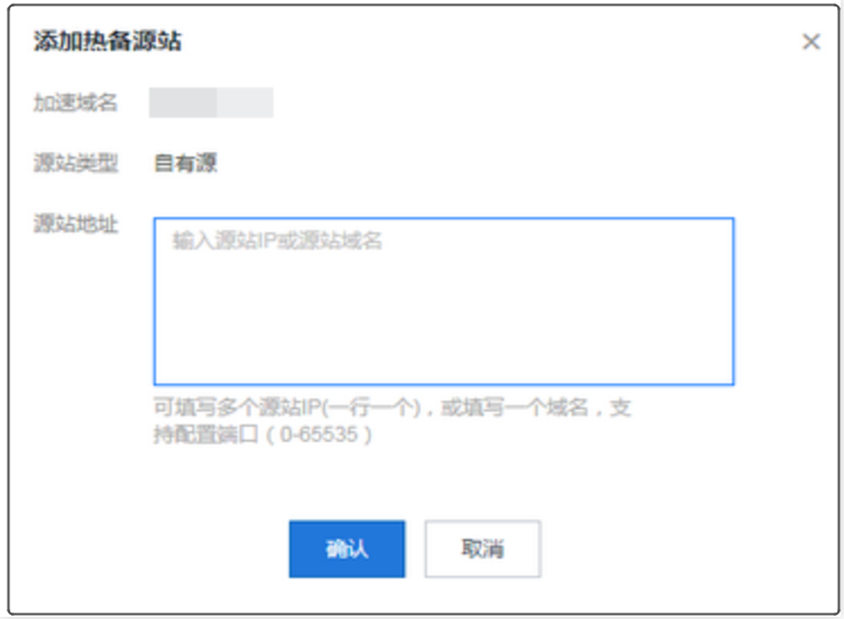 添加热备源站
加速域名
源站类型 自有源
源站地址
输入源站IP或源站域名
可填写多个源站IP(一行一个)，或填写一个域名，支
持配置端口（0-65535）
确认 取消